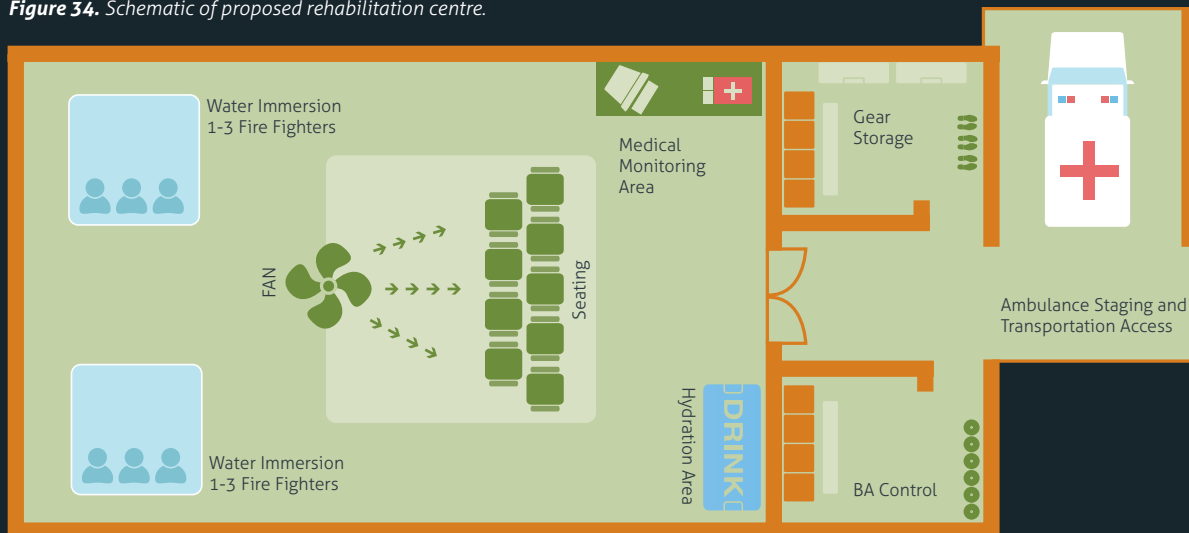 Figure 34. Schematic of proposed rehabilitation centre.
Water Immersion
1-3 Fire Fighters
Medical
Monitoring
Area
Gear
Storage
FAN
Seating
Ambulance Staging and
Transportation Access
Hydration Area
DRINK
Water Immersion
1-3 Fire Fighters
BA Control